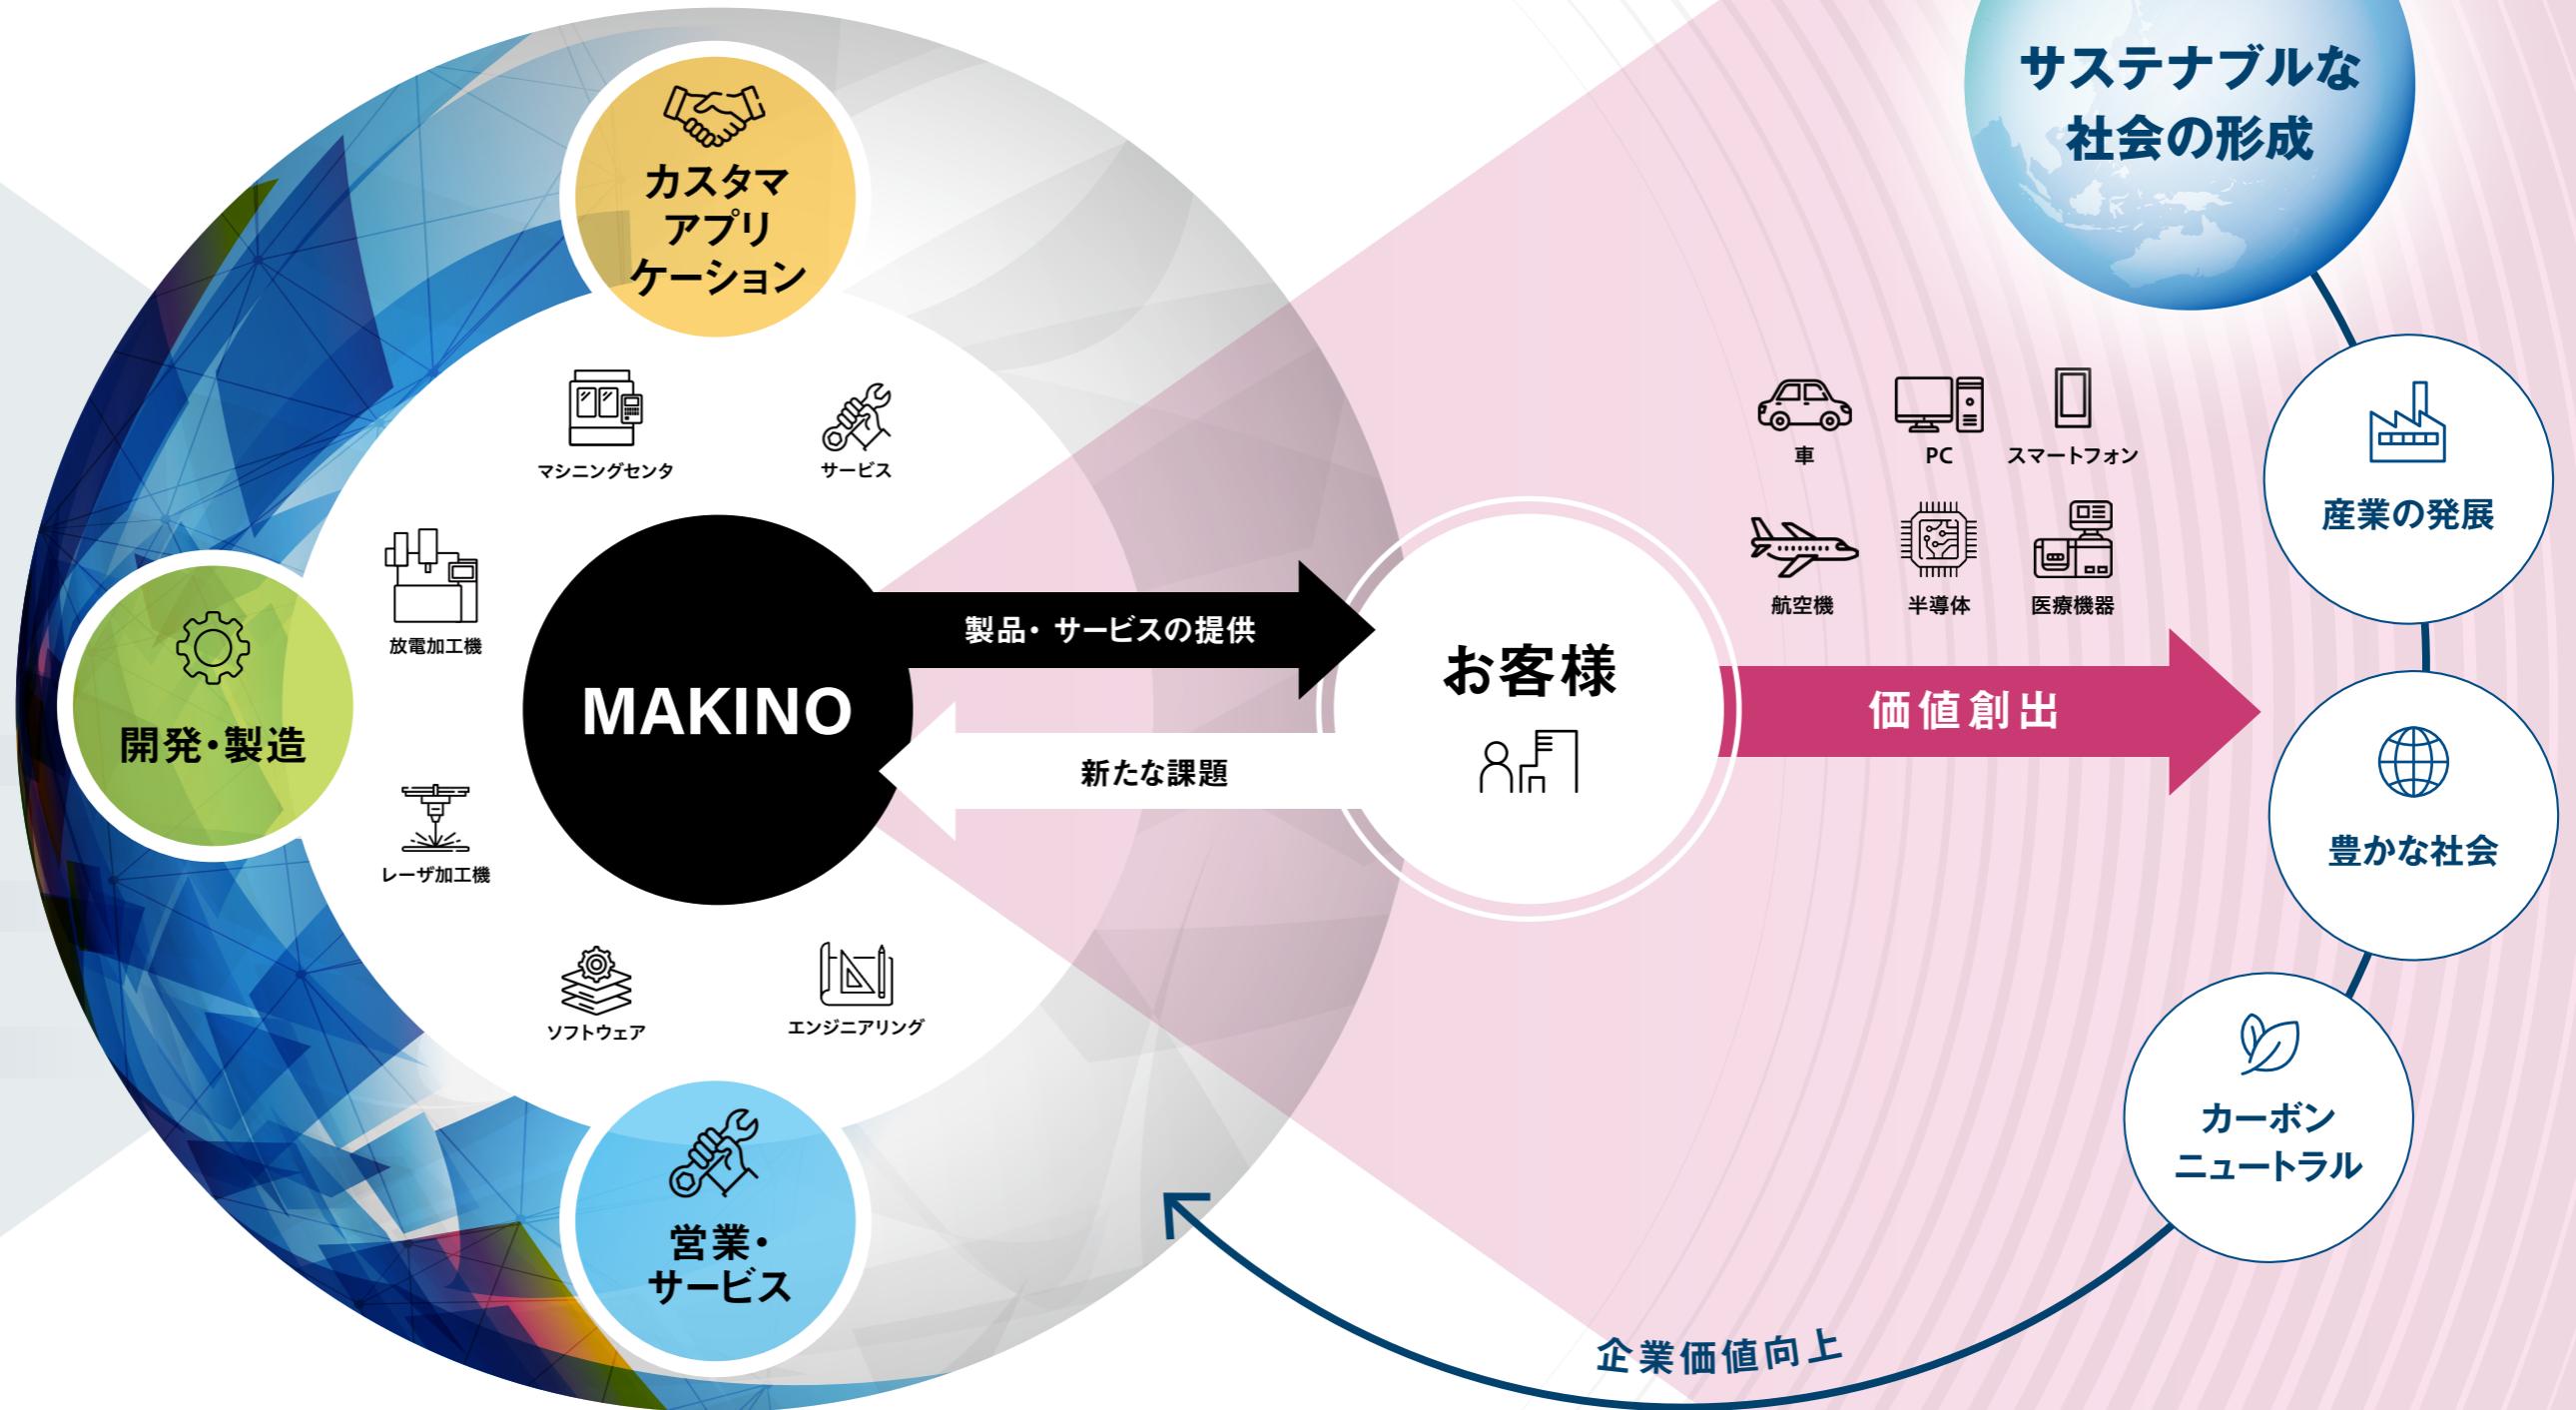 カスタマ
アプリ
ケーション
マシニングセンタ
サービス
放電加工機
開発・製造
MAKINO
レーザ加工機
ソフトウェア
エンジニアリング
営業・
サービス
製品・サービスの提供
新たな課題
お客様
車
PC
スマートフォン
航空機
半導体
医療機器
価値創出
サステナブルな
社会の形成
産業の発展
豊かな社会
カーボン
ニュートラル
企業価値向上